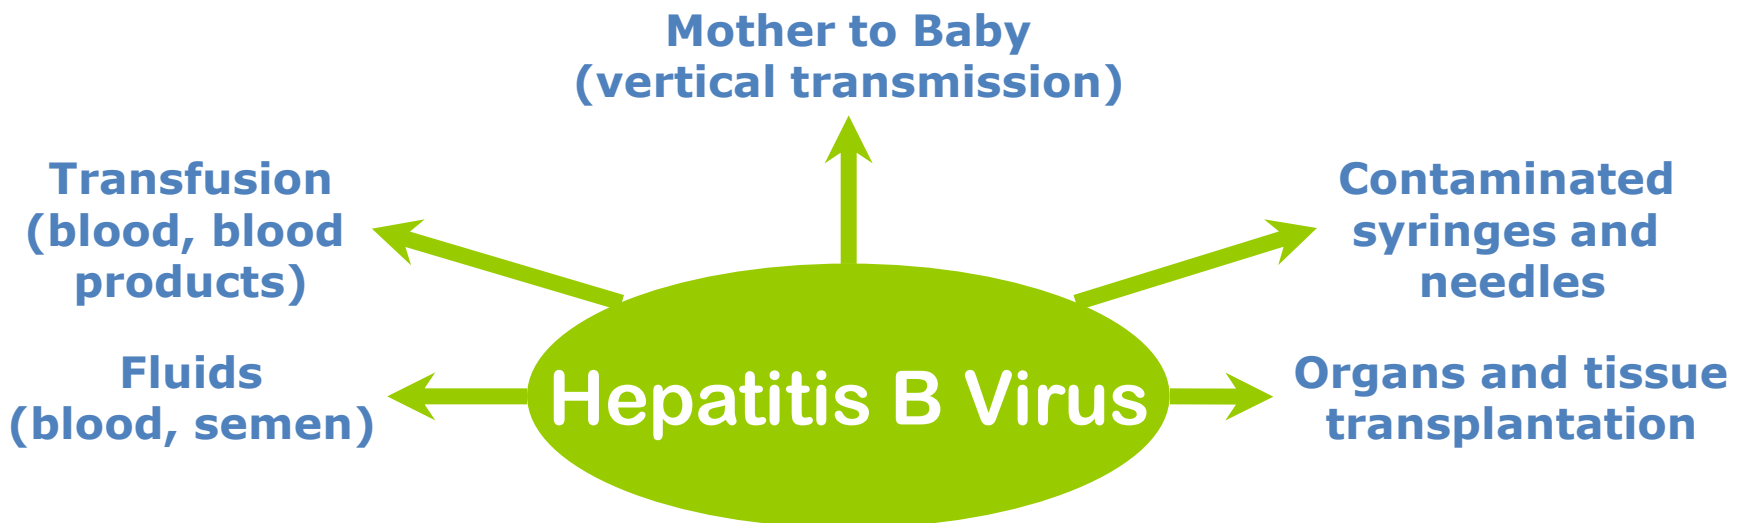 Mother to Baby
(vertical transmission)
Transfusion
(blood, blood
products)
Contaminated
syringes and
needles
Fluids
(blood, semen)
Hepatitis B Virus
Organs and tissue
transplantation